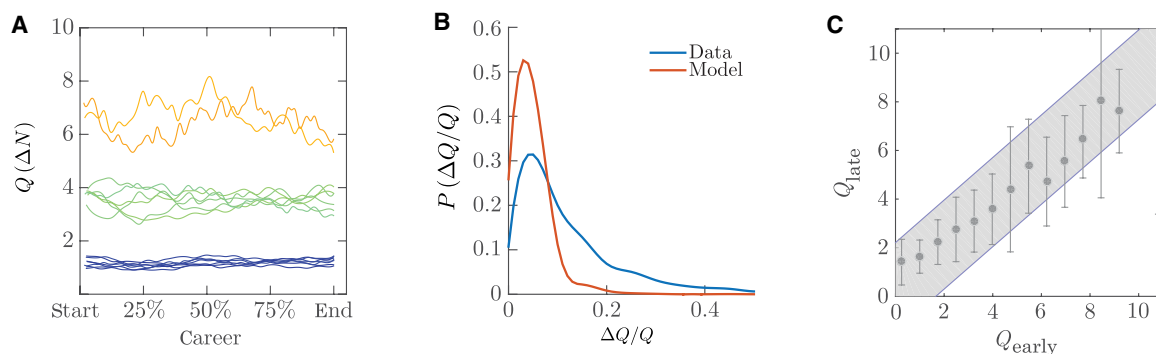 A
10
8
6
4
2
Q (ΔN)
Start 25% 50% 75% End
Career
B
0.6
0.5
0.4
0.3
0.2
0.1
0
P (ΔQ/Q)
Data
Model
0 0.2 0.4
ΔQ/Q
C
10
8
6
4
2
0
Q_late
0 2 4 6 8 10
Q_early